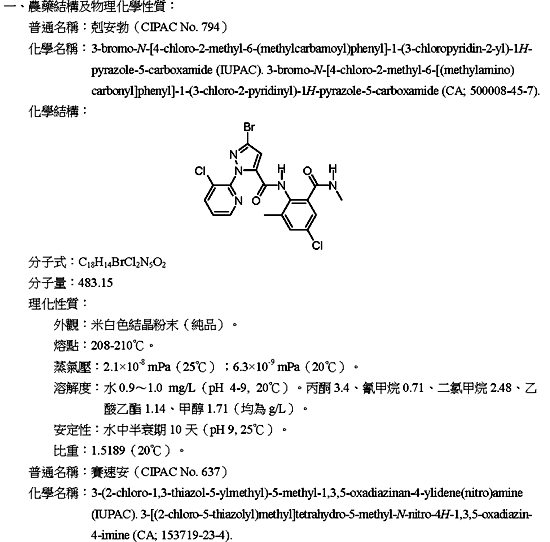 一、農藥結構及物理化學性質：
普通名稱：剋安勃（CIPAC No. 794）
化學名稱：3-bromo-N-[4-chloro-2-methyl-6-(methylcarbamoyl)phenyl]-1-(3-chloropyridin-2-yl)-1H-
pyrazole-5-carboxamide (IUPAC). 3-bromo-N-[4-chloro-2-methyl-6-[(methylamino)
carbonyl]phenyl]-1-(3-chloro-2-pyridinyl)-1H-pyrazole-5-carboxamide (CA; 500008-45-7).
化學結構：
Br
Cl
N
N
H
N
O
O
N
H
N
Cl
分子式：C₁₈H₁₄BrCl₂N₅O₂
分子量：483.15
理化性質：
外觀：米白色結晶粉末（純品）。
熔點：208-210℃。
蒸氣壓：2.1×10⁻⁸ mPa（25℃）；6.3×10⁻⁹ mPa（20℃）。
溶解度：水 0.9～1.0 mg/L（pH 4-9, 20℃）。丙酮 3.4、氰甲烷 0.71、二氯甲烷 2.48、乙
酸乙酯 1.14、甲醇 1.71（均為 g/L）。
安定性：水中半衰期 10 天（pH 9, 25℃）。
比重：1.5189（20℃）。
普通名稱：賽速安（CIPAC No. 637）
化學名稱：3-(2-chloro-1,3-thiazol-5-ylmethyl)-5-methyl-1,3,5-oxadiazinan-4-ylidene(nitro)amine
(IUPAC). 3-[(2-chloro-5-thiazolyl)methyl]tetrahydro-5-methyl-N-nitro-4H-1,3,5-oxadiazin-
4-imine (CA; 153719-23-4).